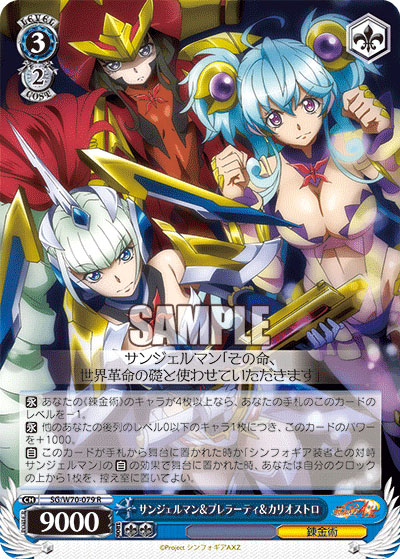 LEVEL
3
2
COST
SAMPLE
サンジェルマン「その命、
世界革命の礎と使わせていただきます」
永 あなたの《錬金術》のキャラが4枚以上なら、あなたの手札のこのカードの
レベルを－1。
永 他のあなたの後列のレベル0以下のキャラ1枚につき、このカードのパワー
を＋1000。
自 このカードが手札から舞台に置かれた時か「シンフォギア装者との対峙
サンジェルマン」の 自 の効果で舞台に置かれた時、あなたは自分のクロック
の上から1枚を、控え室に置いてよい。
CH SG/W70-079 R
サンジェルマン&プレラーティ&カリオストロ
9000
1
錬金術
©Project シンフォギアAXZ